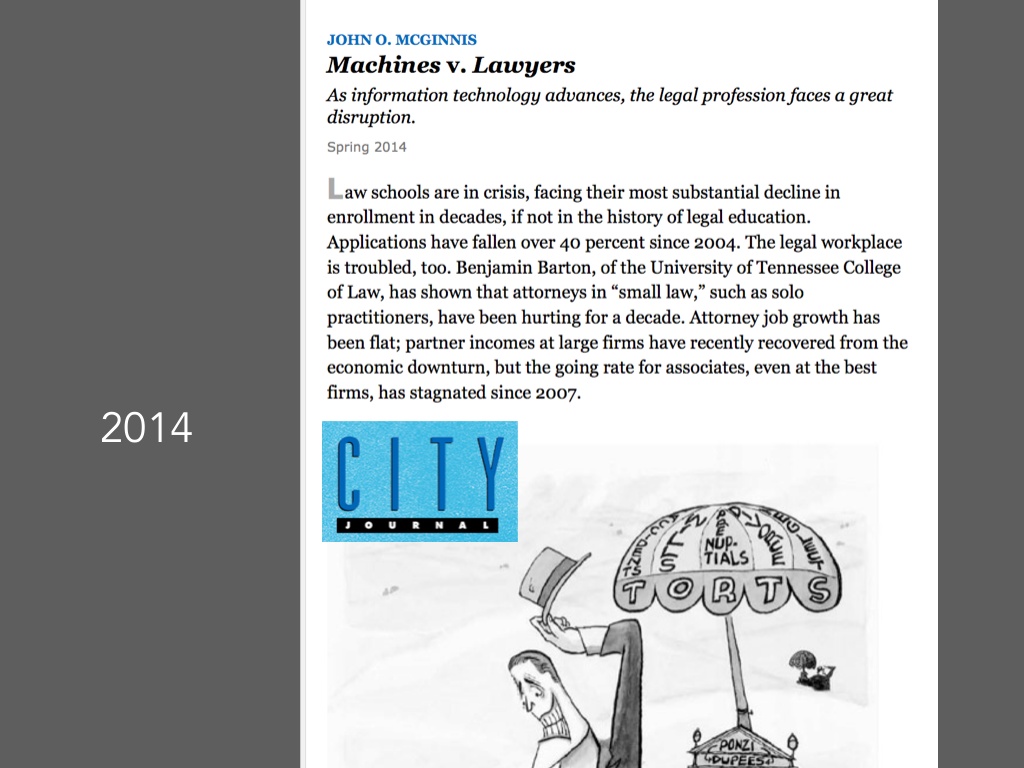 JOHN O. MCGINNIS
Machines v. Lawyers
As information technology advances, the legal profession faces a great
disruption.
Spring 2014
Law schools are in crisis, facing their most substantial decline in
enrollment in decades, if not in the history of legal education.
Applications have fallen over 40 percent since 2004. The legal workplace
is troubled, too. Benjamin Barton, of the University of Tennessee College
of Law, has shown that attorneys in “small law,” such as solo
practitioners, have been hurting for a decade. Attorney job growth has
been flat; partner incomes at large firms have recently recovered from the
economic downturn, but the going rate for associates, even at the best
firms, has stagnated since 2007.
2014
CITY
JOURNAL
NUP-
TIALS
TORTS
PONZI
DUPEES